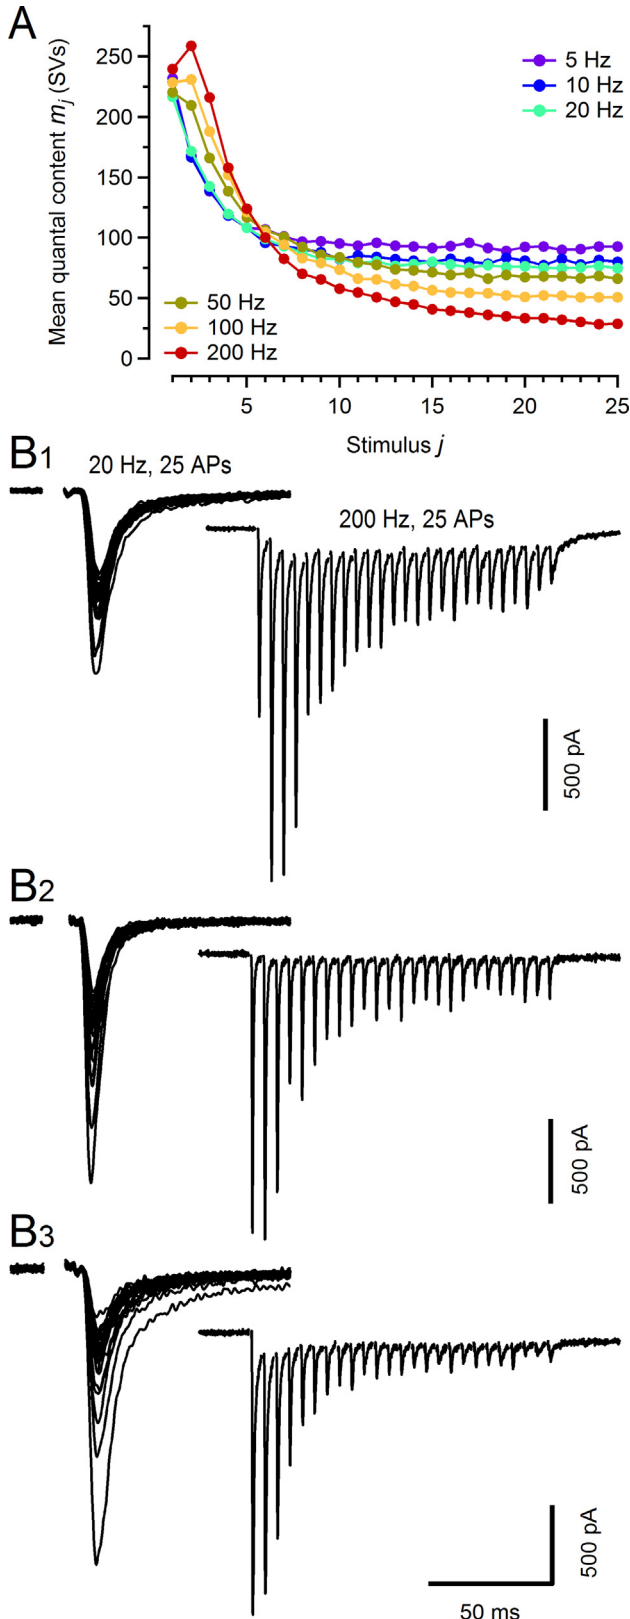 A
Mean quantal content mj (SVs)
250
200
150
100
50
0
5 Hz
10 Hz
20 Hz
50 Hz
100 Hz
200 Hz
5
10
15
20
25
Stimulus j
B1
20 Hz, 25 APs
200 Hz, 25 APs
500 pA
B2
500 pA
B3
500 pA
50 ms